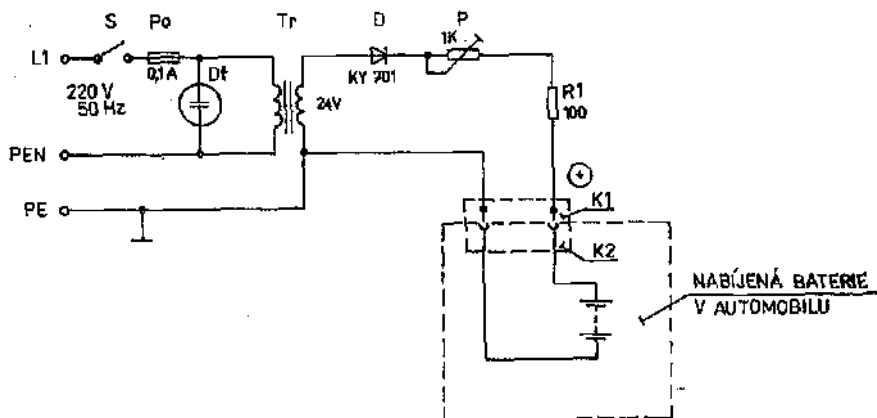 S Po Tr D P
1K
L1
0,1A Dt KY 701
24V
R1
100
220 V
50 Hz
PEN
+
PE
K1
K2
NABÍJENÁ BATERIE
V AUTOMOBILU